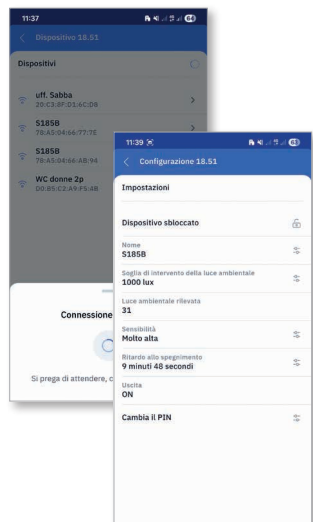 11:37
64
Dispositivo 18.51
Dispositivi
uff. Sabba
20:C3:8F:D1:6C:D9
S185B
78:A5:04:66:77:7E
S185B
78:A5:04:66:AB:94
WC donne 2p
D0:B5:C2:A9:F5:4B
Connessione
Si prega di attendere, c
11:39
63
Configurazione 18.51
Impostazioni
Dispositivo sbloccato
Nome
S185B
Soglia di intervento della luce ambientale
1000 lux
Luce ambientale rilevata
31
Sensibilità
Molto alta
Ritardo allo spegnimento
9 minuti 48 secondi
Uscita
ON
Cambia il PIN